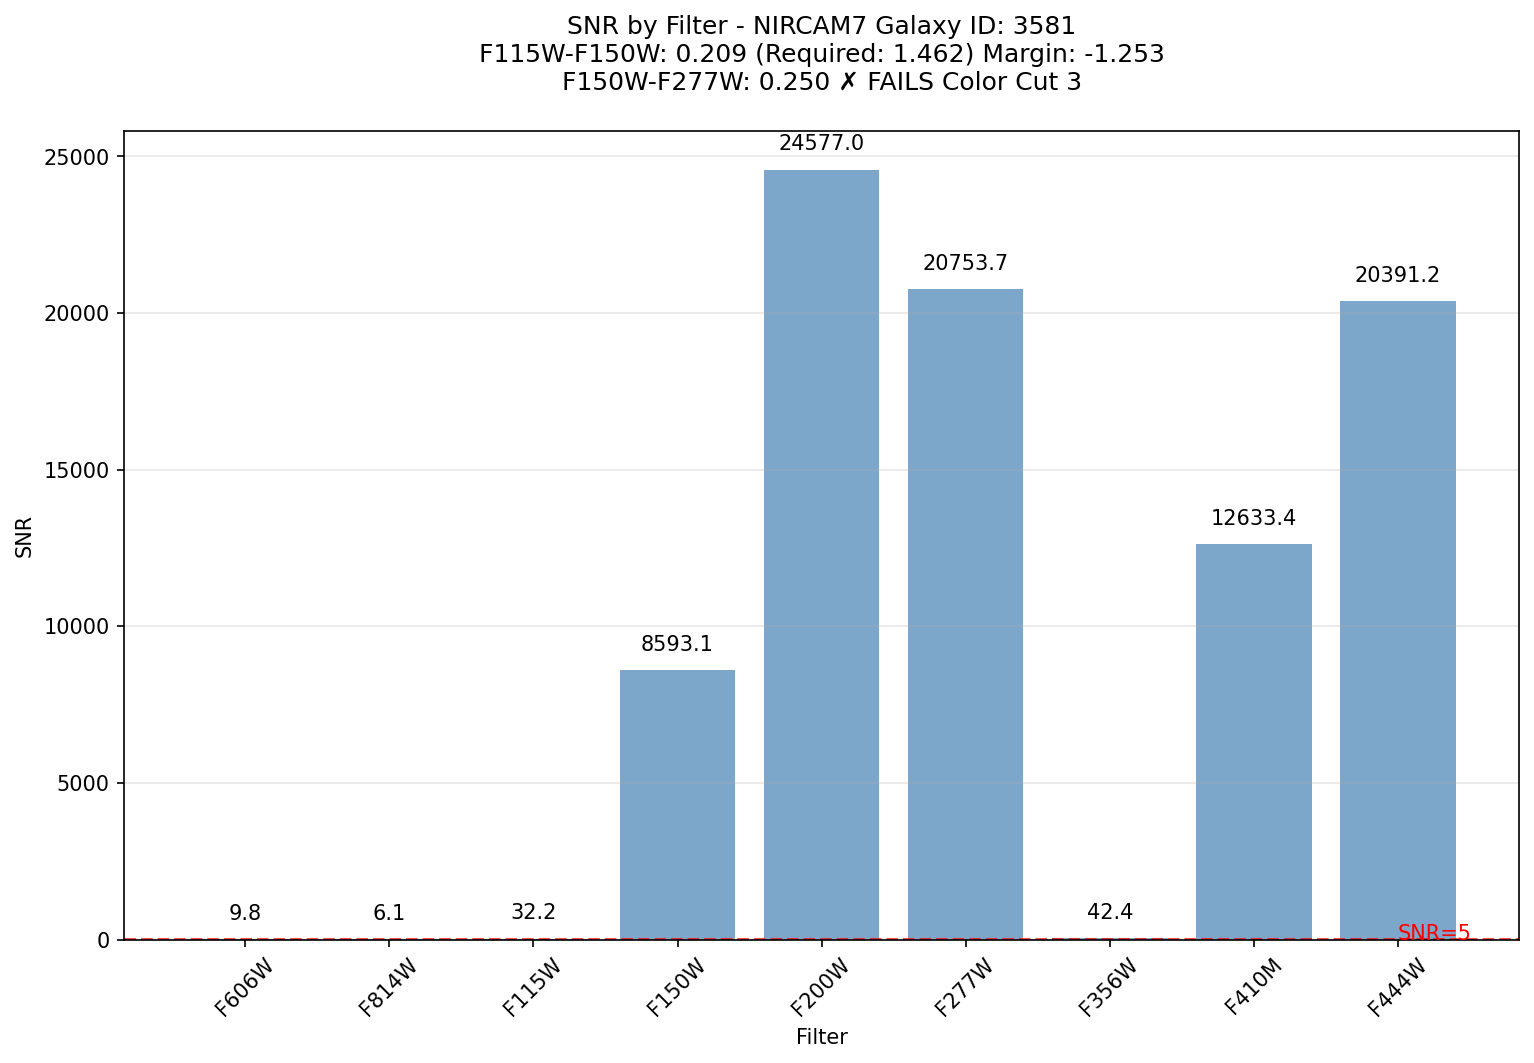 SNR by Filter - NIRCAM7 Galaxy ID: 3581
F115W-F150W: 0.209 (Required: 1.462) Margin: -1.253
F150W-F277W: 0.250 ✗ FAILS Color Cut 3
25000
20000
15000
10000
5000
0
SNR
9.8
6.1
32.2
8593.1
24577.0
20753.7
42.4
12633.4
20391.2
SNR=5
F606W
F814W
F115W
F150W
F200W
F277W
F356W
F410M
F444W
Filter